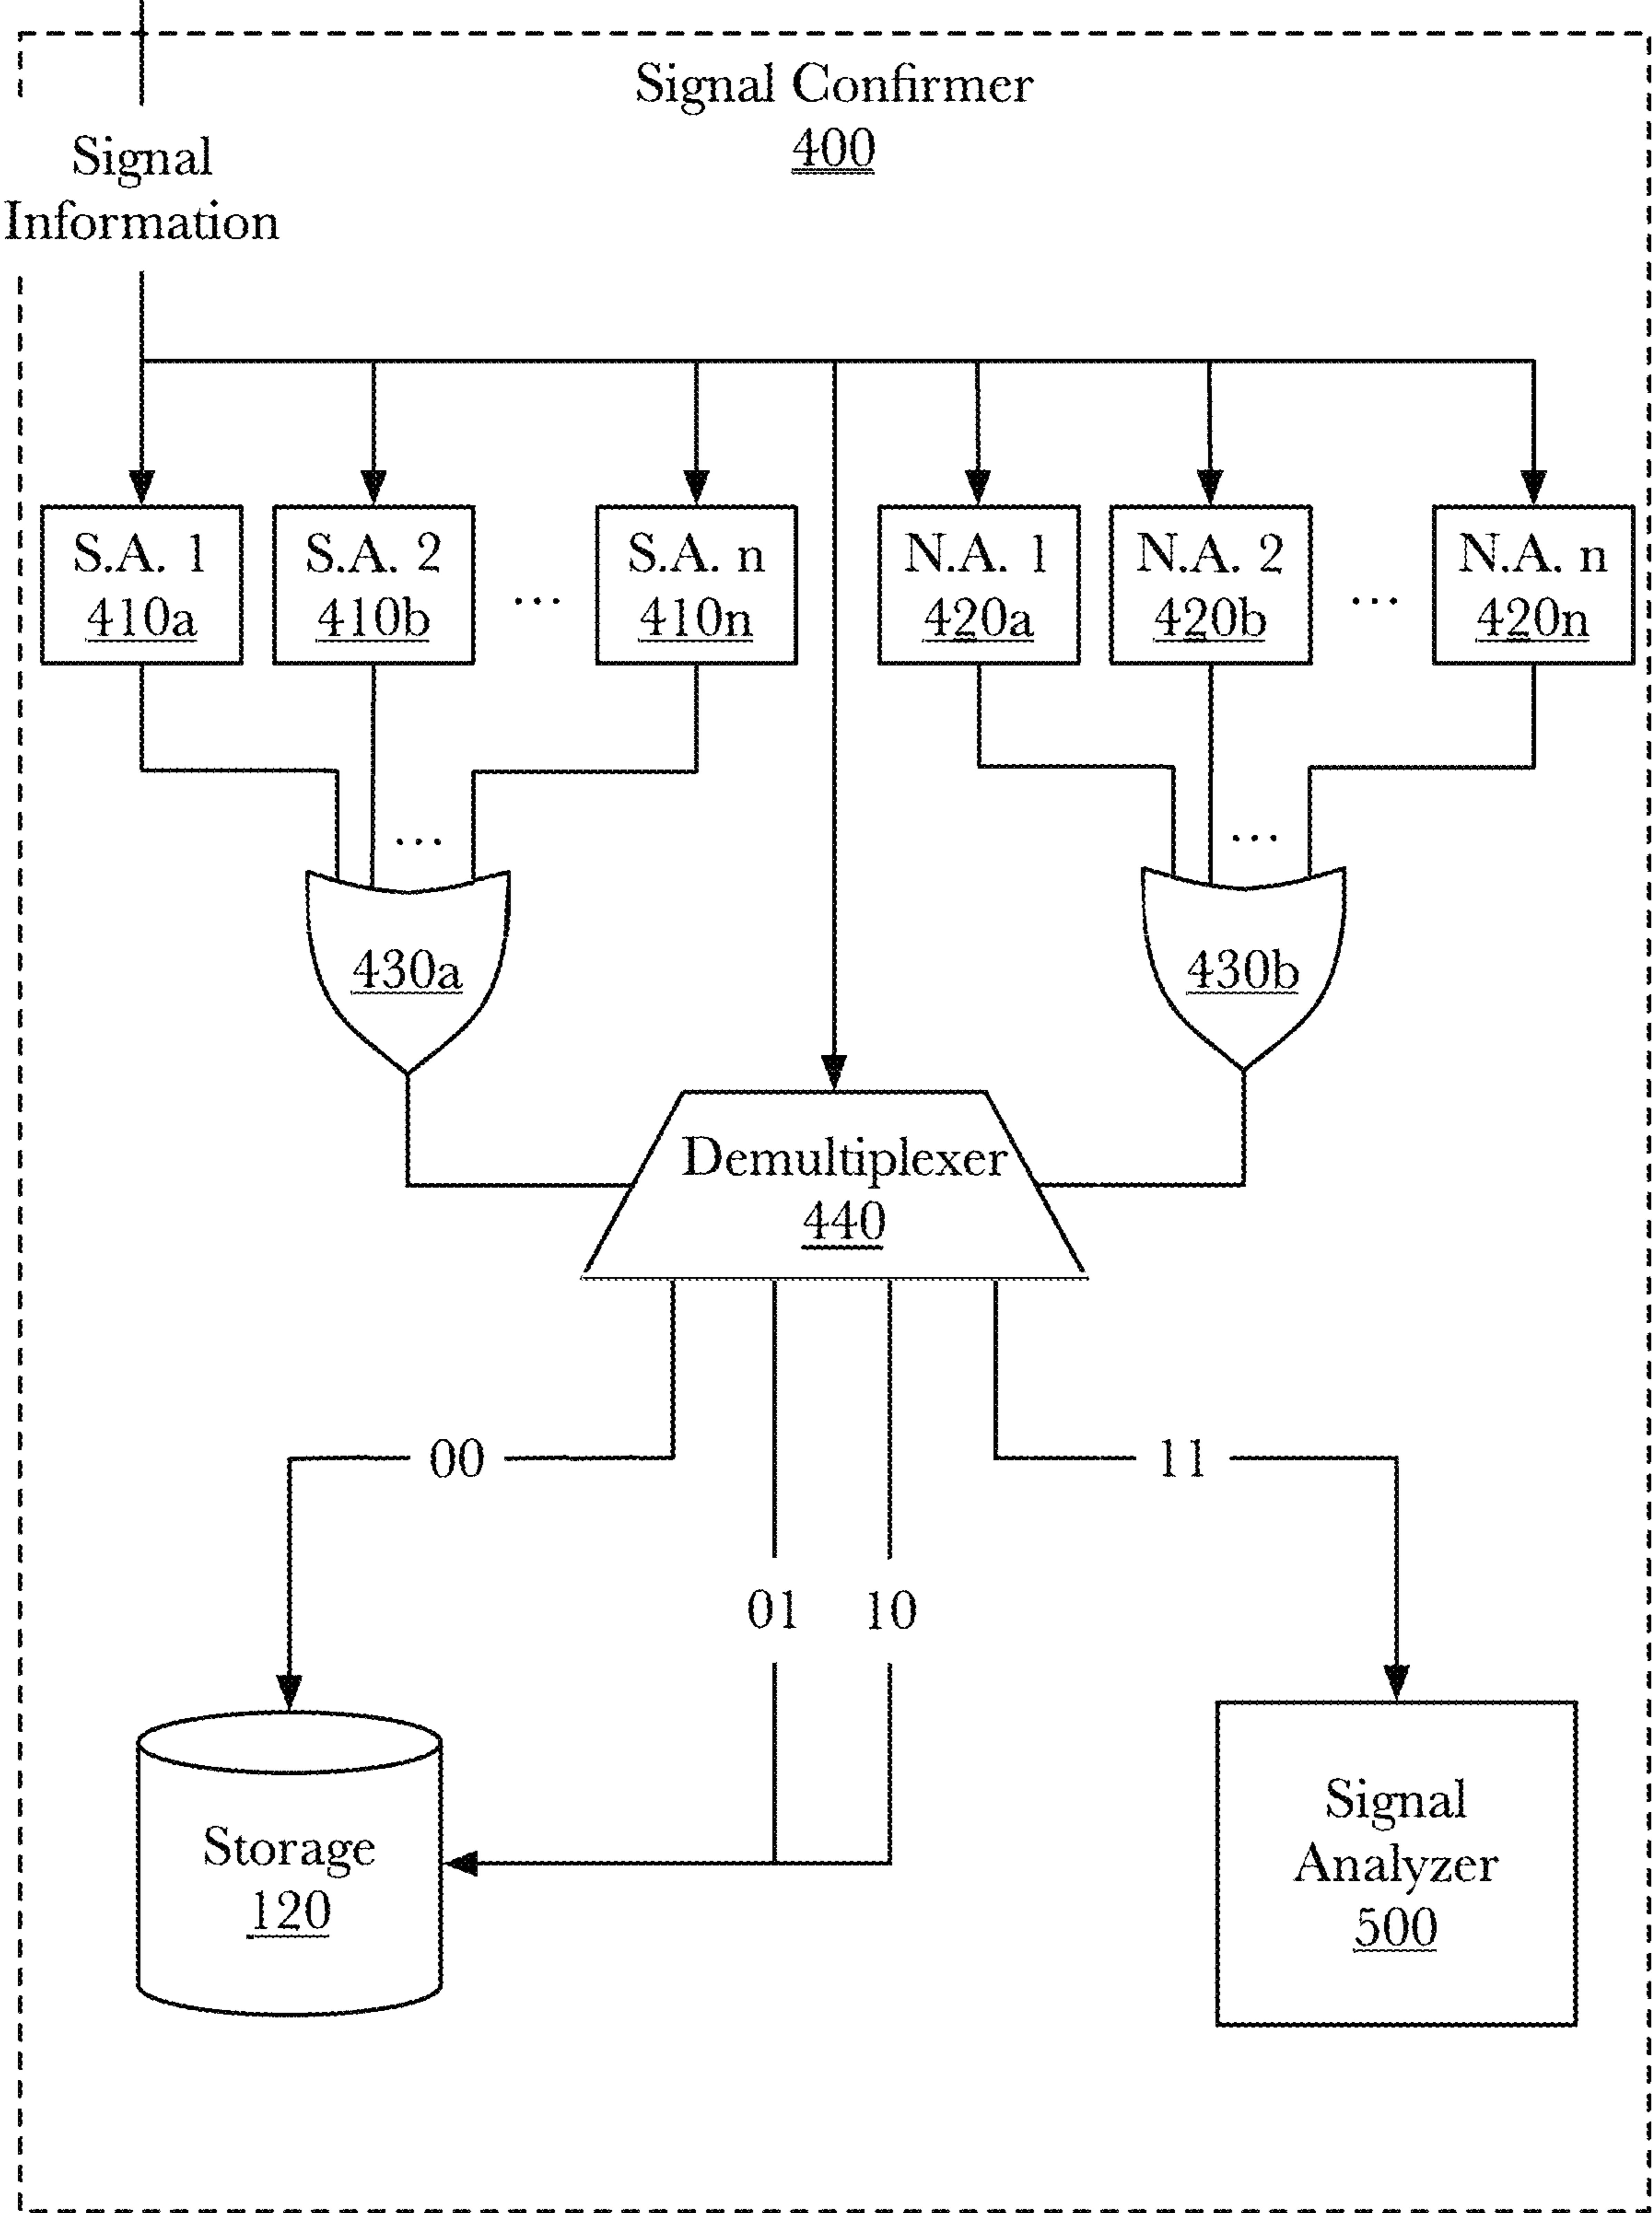 Signal Confirmer
400
Signal
Information
S.A. 1
410a
S.A. 2
410b
...
S.A. n
410n
N.A. 1
420a
N.A. 2
420b
...
N.A. n
420n
...
...
430a
430b
Demultiplexer
440
00
11
01
10
Storage
120
Signal
Analyzer
500